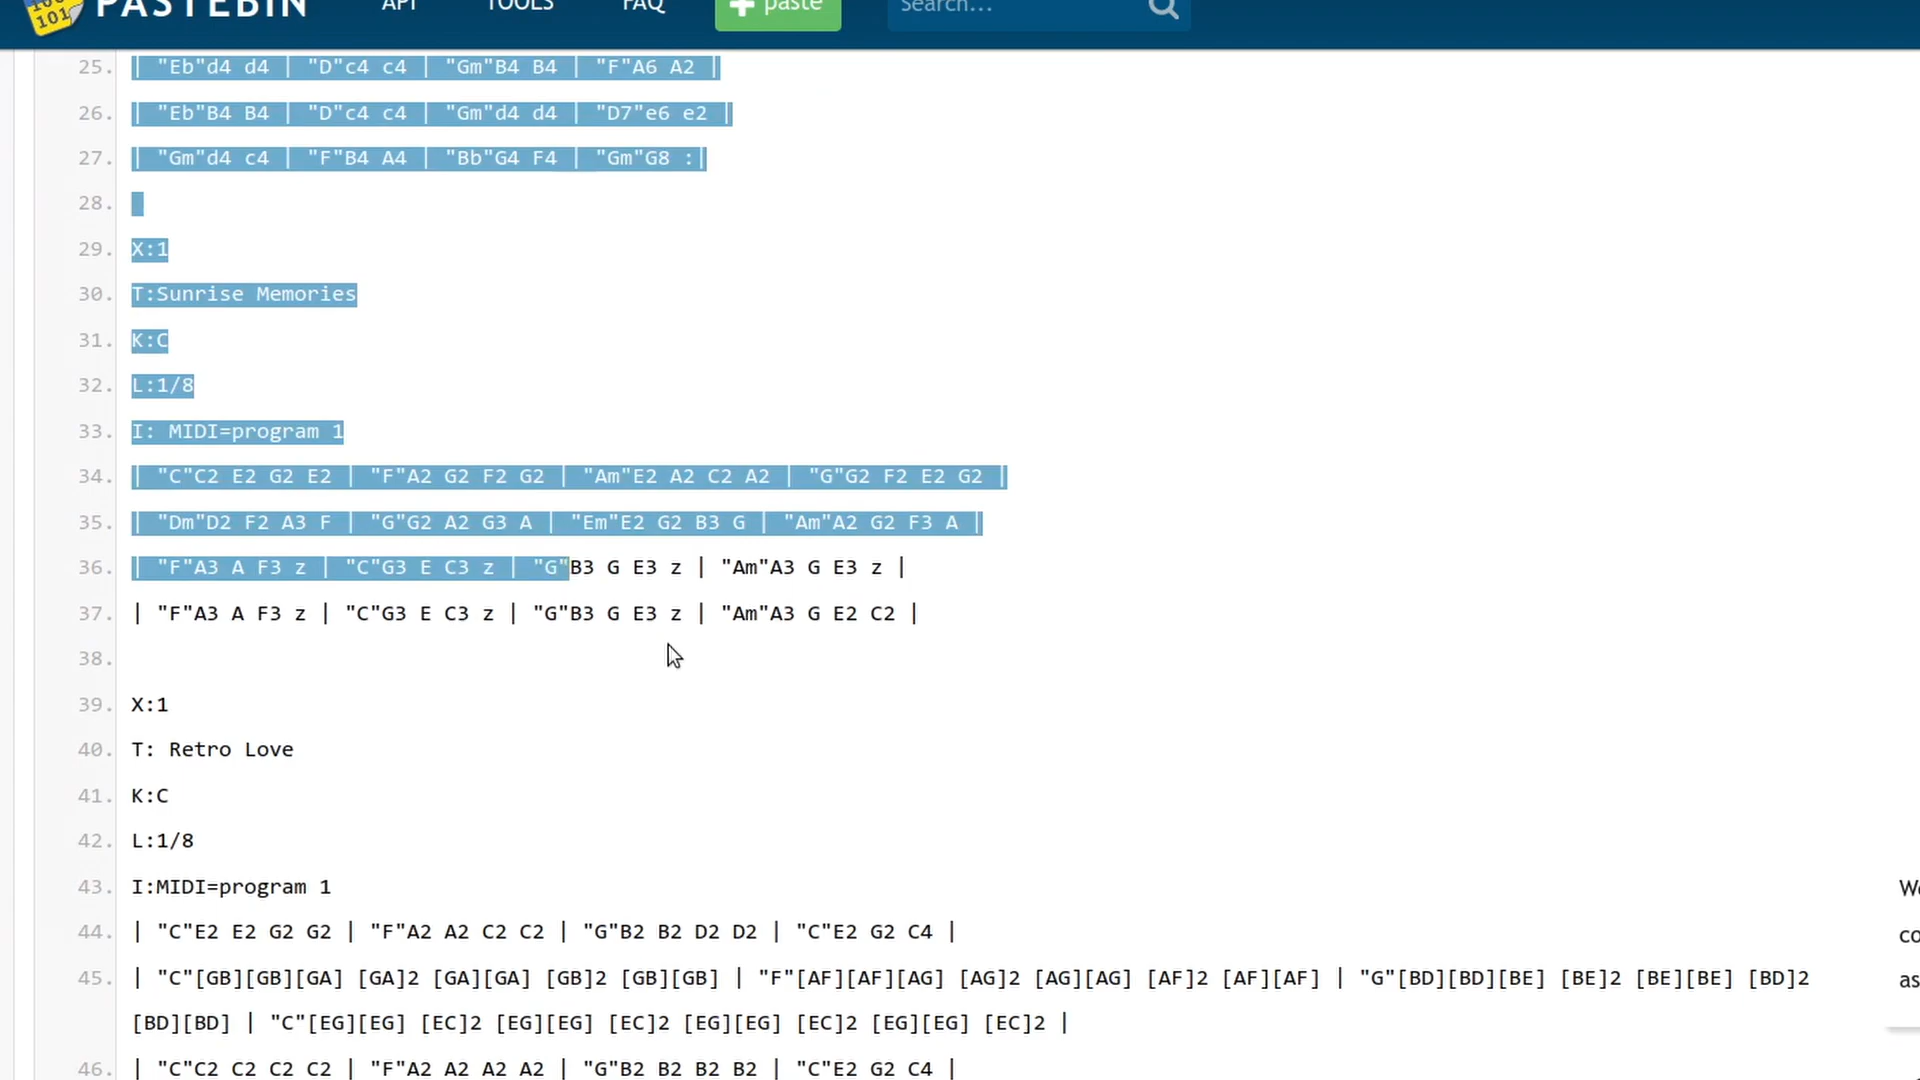 PASTEBIN API TOOLS FAQ + paste Search...
25. | "Eb"d4 d4 | "D"c4 c4 | "Gm"B4 B4 | "F"A6 A2 |
26. | "Eb"B4 B4 | "D"c4 c4 | "Gm"d4 d4 | "D7"e6 e2 |
27. | "Gm"d4 c4 | "F"B4 A4 | "Bb"G4 F4 | "Gm"G8 :|
28.
29. X:1
30. T:Sunrise Memories
31. K:C
32. L:1/8
33. I: MIDI=program 1
34. | "C"C2 E2 G2 E2 | "F"A2 G2 F2 G2 | "Am"E2 A2 C2 A2 | "G"G2 F2 E2 G2 |
35. | "Dm"D2 F2 A3 F | "G"G2 A2 G3 A | "Em"E2 G2 B3 G | "Am"A2 G2 F3 A |
36. | "F"A3 A F3 z | "C"G3 E C3 z | "G"B3 G E3 z | "Am"A3 G E3 z |
37. | "F"A3 A F3 z | "C"G3 E C3 z | "G"B3 G E3 z | "Am"A3 G E2 C2 |
38.
39. X:1
40. T: Retro Love
41. K:C
42. L:1/8
43. I:MIDI=program 1
44. | "C"E2 E2 G2 G2 | "F"A2 A2 C2 C2 | "G"B2 B2 D2 D2 | "C"E2 G2 C4 |
45. | "C"[GB][GB][GA] [GA]2 [GA][GA] [GB]2 [GB][GB] | "F"[AF][AF][AG] [AG]2 [AG][AG] [AF]2 [AF][AF] | "G"[BD][BD][BE] [BE]2 [BE][BE] [BD]2
[BD][BD] | "C"[EG][EG] [EC]2 [EG][EG] [EC]2 [EG][EG] [EC]2 [EG][EG] [EC]2 |
46. | "C"C2 C2 C2 C2 | "F"A2 A2 A2 A2 | "G"B2 B2 B2 B2 | "C"E2 G2 C4 |